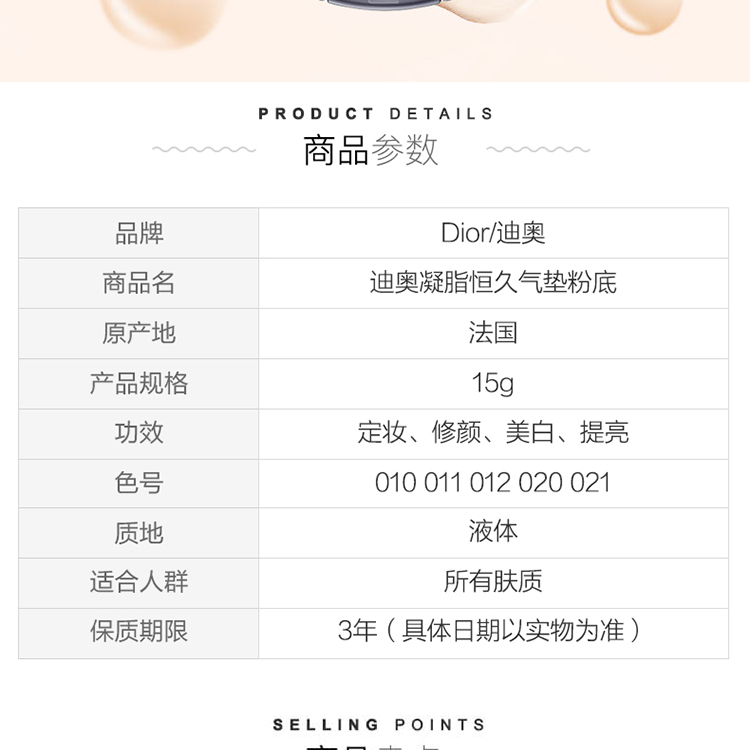 PRODUCT DETAILS
商品参数
品牌 Dior/迪奥
商品名 迪奥凝脂恒久气垫粉底
原产地 法国
产品规格 15g
功效 定妆、修颜、美白、提亮
色号 010 011 012 020 021
质地 液体
适合人群 所有肤质
保质期限 3年（具体日期以实物为准）
SELLING POINTS